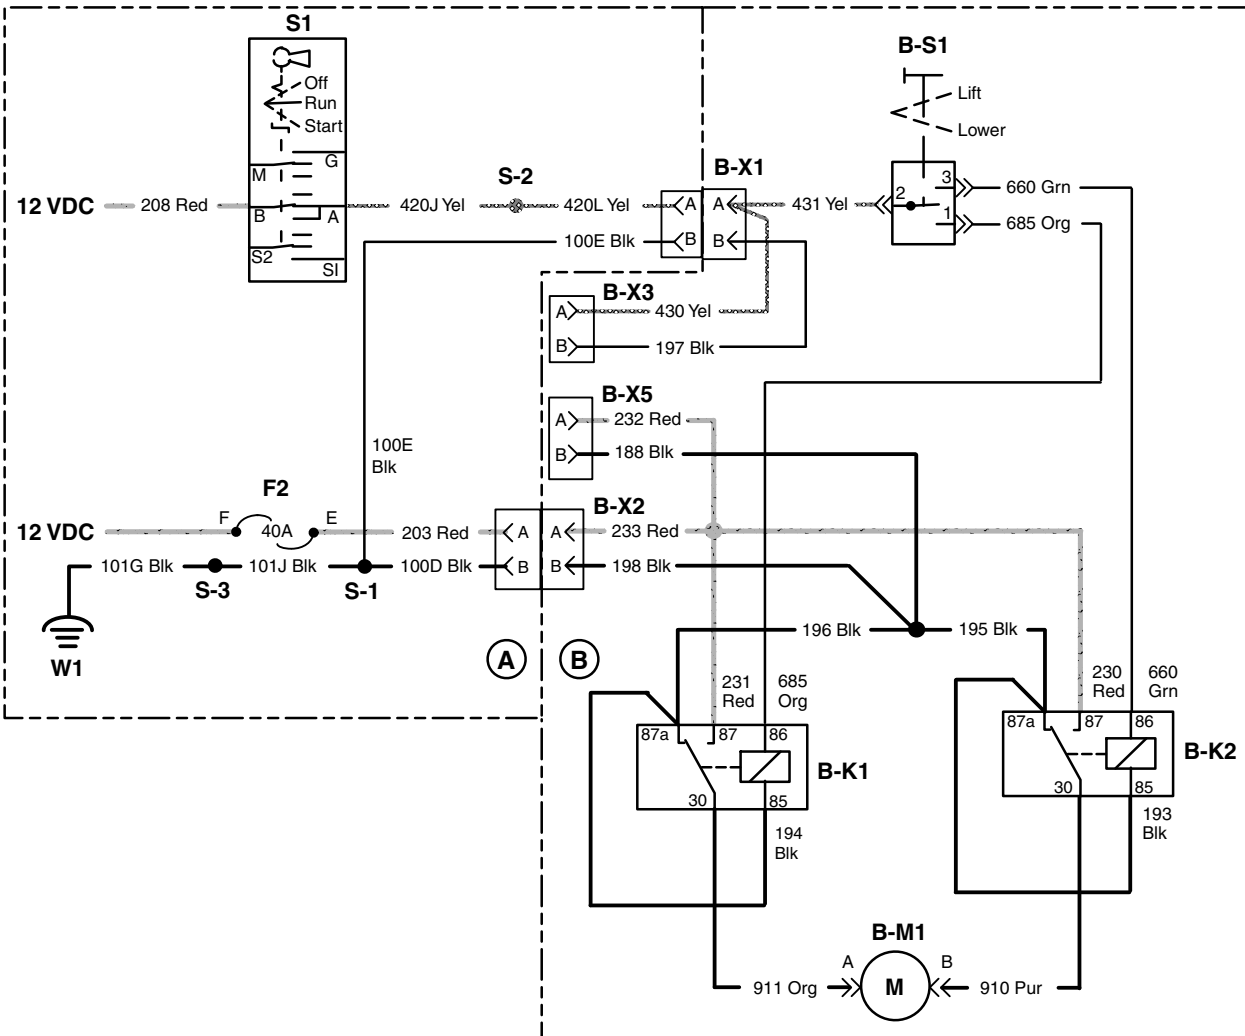 S1
B-S1
Off
Run
Start
Lift
Lower
M
G
B
A
S2
SI
12 VDC
208 Red
420J Yel
S-2
420L Yel
100E Blk
B-X1
A
B
A
B
431 Yel
2
3
1
660 Grn
685 Org
B-X3
A
B
430 Yel
197 Blk
B-X5
A
B
232 Red
188 Blk
100E
Blk
F2
12 VDC
F
40A
E
203 Red
A
B
B-X2
A
B
233 Red
198 Blk
101G Blk
S-3
101J Blk
S-1
100D Blk
W1
A
B
196 Blk
195 Blk
231
Red
685
Org
230
Red
660
Grn
87a
87
86
30
85
B-K1
87a
87
86
30
85
B-K2
194
Blk
193
Blk
B-M1
A
B
M
911 Org
910 Pur